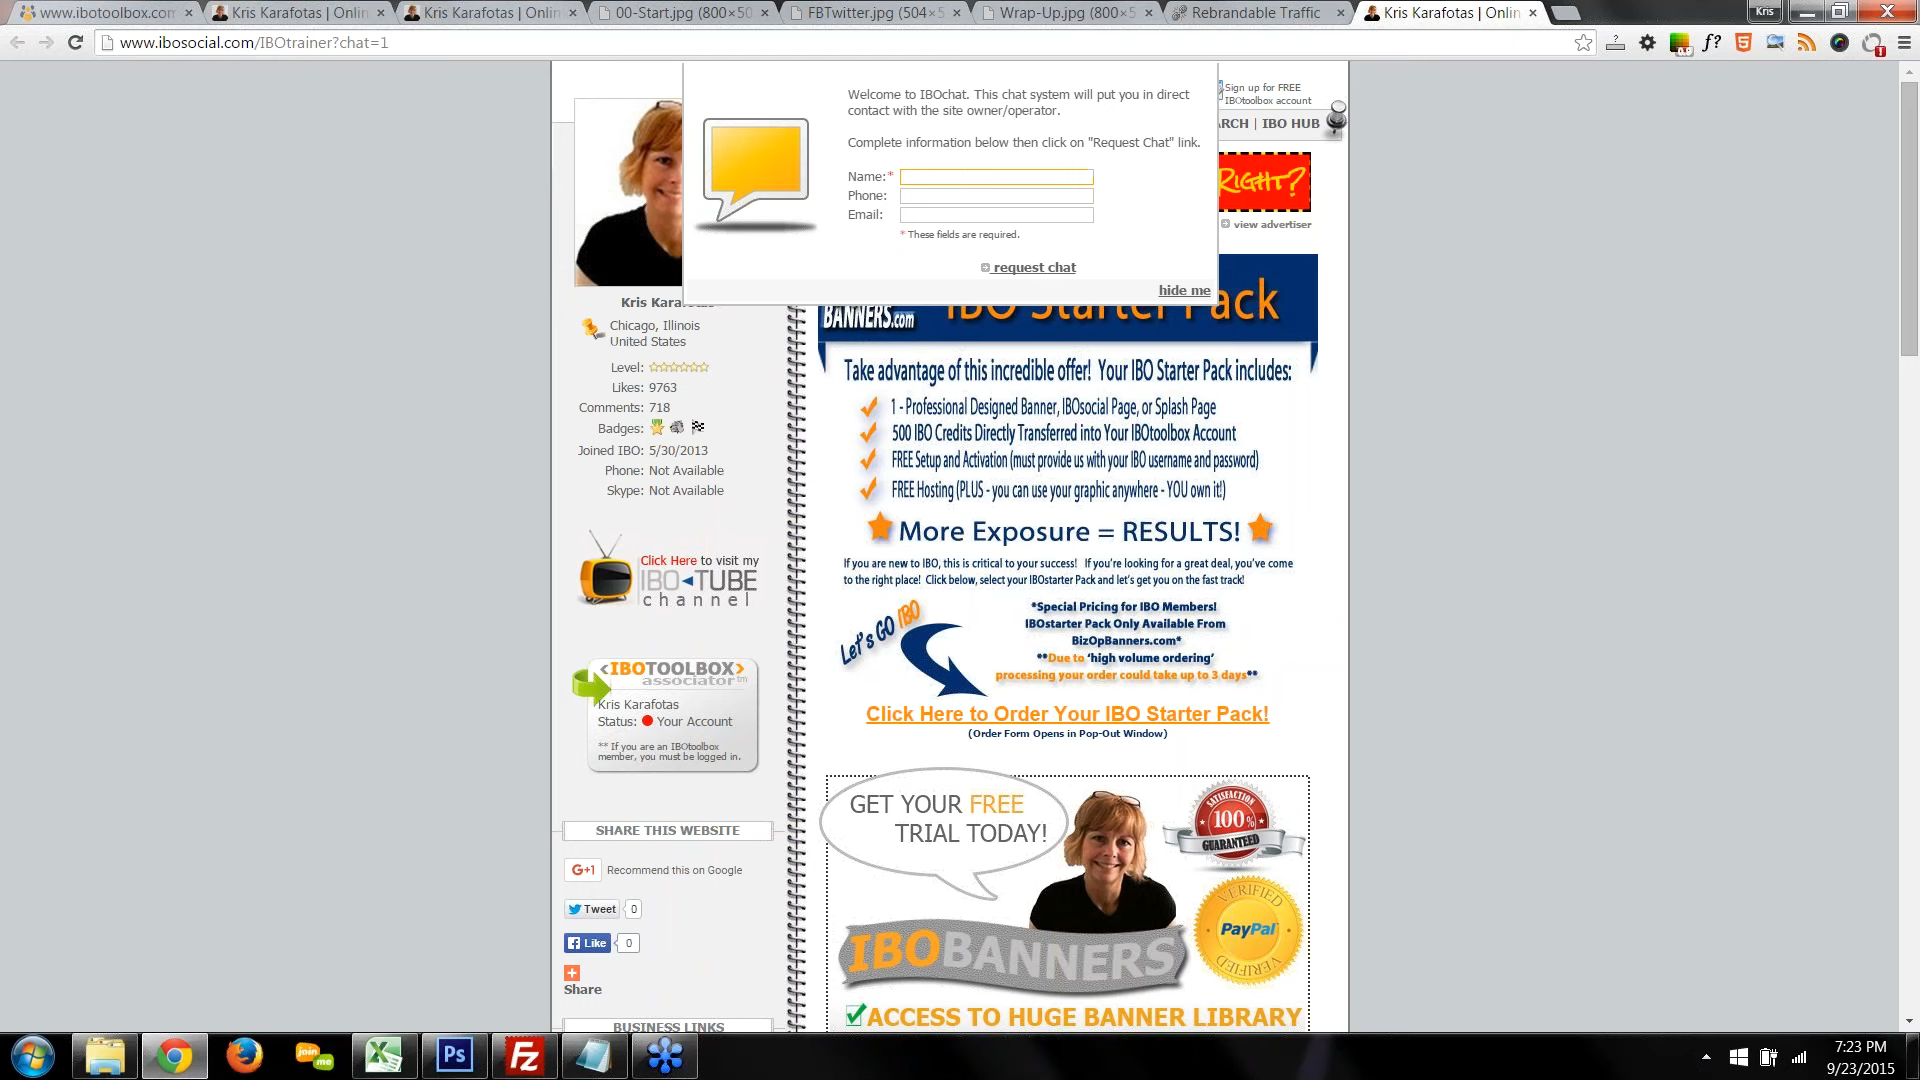 www.ibotoolbox.com
Kris Karafotas | Onlin
Kris Karafotas | Onlin
00-Start.jpg (800×50
FBTwitter.jpg (504×5
Wrap-Up.jpg (800×5
Rebrandable Traffic
Kris Karafotas | Onlin
Kris
www.ibosocial.com/IBOtrainer?chat=1
Welcome to IBOchat. This chat system will put you in direct
contact with the site owner/operator.
Complete information below then click on "Request Chat" link.
Name:*
Phone:
Email:
* These fields are required.
request chat
hide me
Sign up for FREE
IBOtoolbox account
RCH | IBO HUB
RIGHT?
view advertiser
Kris Karafotas
Chicago, Illinois
United States
Level:
Likes: 9763
Comments: 718
Badges:
Joined IBO: 5/30/2013
Phone: Not Available
Skype: Not Available
Click Here to visit my
IBO TUBE
channel
<IBOTOOLBOX>
associator™
Kris Karafotas
Status: Your Account
** If you are an IBOtoolbox
member, you must be logged in.
SHARE THIS WEBSITE
G+1 Recommend this on Google
Tweet 0
Like 0
Share
BUSINESS LINKS
BANNERS.com
IBO Starter Pack
Take advantage of this incredible offer! Your IBO Starter Pack includes:
1 - Professional Designed Banner, IBOsocial Page, or Splash Page
500 IBO Credits Directly Transferred into Your IBOtoolbox Account
FREE Setup and Activation (must provide us with your IBO username and password)
FREE Hosting (PLUS - you can use your graphic anywhere - YOU own it!)
More Exposure = RESULTS!
If you are new to IBO, this is critical to your success! If you're looking for a great deal, you've come
to the right place! Click below, select your IBOstarter Pack and let's get you on the fast track!
Let's GO IBO
*Special Pricing for IBO Members!
IBOstarter Pack Only Available From
BizOpBanners.com*
**Due to 'high volume ordering'
processing your order could take up to 3 days**
Click Here to Order Your IBO Starter Pack!
(Order Form Opens in Pop-Out Window)
GET YOUR FREE
TRIAL TODAY!
SATISFACTION
100%
GUARANTEED
VERIFIED
PayPal
VERIFIED
IBOBANNERS
ACCESS TO HUGE BANNER LIBRARY
join
me
Ps
Fz
7:23 PM
9/23/2015